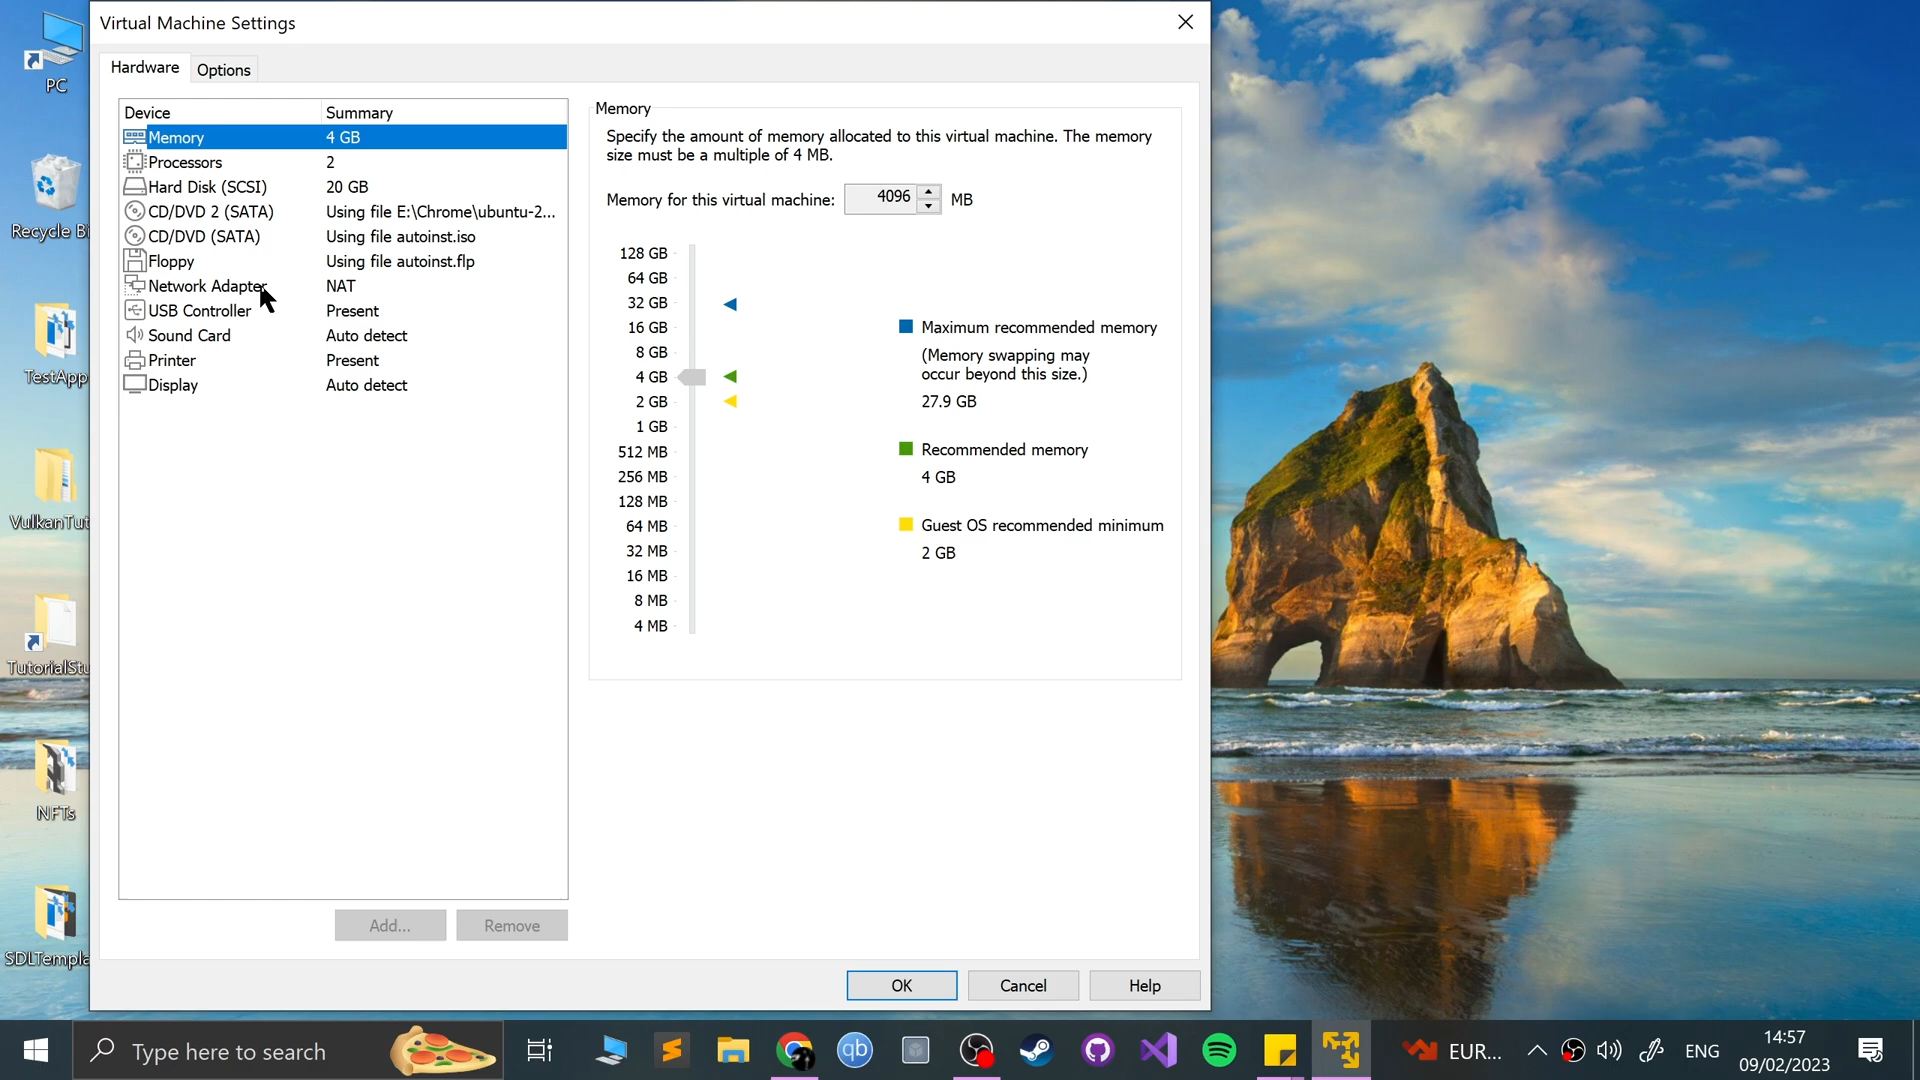 Virtual Machine Settings
Hardware
Options
Device Summary
Memory 4 GB
Processors 2
Hard Disk (SCSI) 20 GB
CD/DVD 2 (SATA) Using file E:\Chrome\ubuntu-2...
CD/DVD (SATA) Using file autoinst.iso
Floppy Using file autoinst.flp
Network Adapter NAT
USB Controller Present
Sound Card Auto detect
Printer Present
Display Auto detect
Add...
Remove
Memory
Specify the amount of memory allocated to this virtual machine. The memory
size must be a multiple of 4 MB.
Memory for this virtual machine: 4096 MB
128 GB
64 GB
32 GB
16 GB
8 GB
4 GB
2 GB
1 GB
512 MB
256 MB
128 MB
64 MB
32 MB
16 MB
8 MB
4 MB
Maximum recommended memory
(Memory swapping may
occur beyond this size.)
27.9 GB
Recommended memory
4 GB
Guest OS recommended minimum
2 GB
OK
Cancel
Help
PC
Recycle Bi
TestApp
VulkanTut
TutorialStu
NFTs
SDLTempla
Type here to search
qb
EUR...
ENG
14:57
09/02/2023